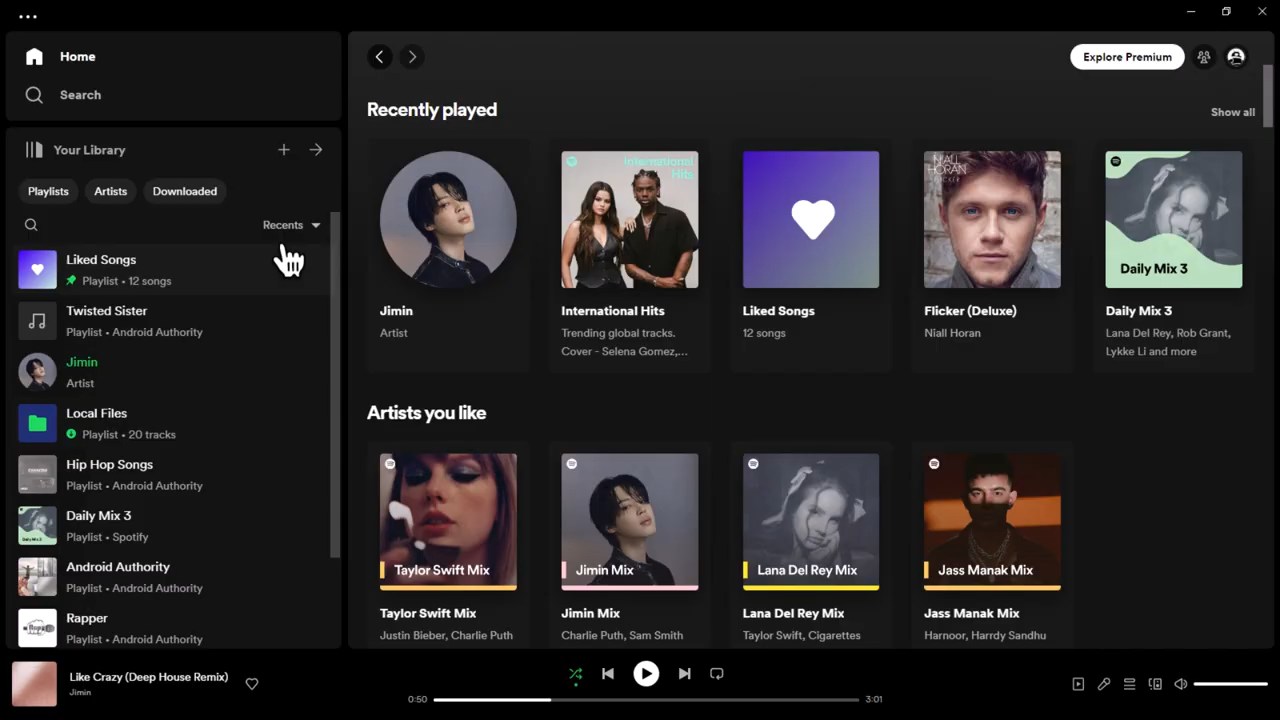 Home
Search
Your Library
Playlists
Artists
Downloaded
Recents
Liked Songs
Playlist • 12 songs
Twisted Sister
Playlist • Android Authority
Jimin
Artist
Local Files
Playlist • 20 tracks
Hip Hop Songs
Playlist • Android Authority
Daily Mix 3
Playlist • Spotify
Android Authority
Playlist • Android Authority
Rapper
Playlist • Android Authority
Explore Premium
Recently played
Show all
International
Hits
NIALL
HORAN
FLICKER
Daily Mix 3
Jimin
Artist
International Hits
Trending global tracks.
Cover - Selena Gomez,...
Liked Songs
12 songs
Flicker (Deluxe)
Niall Horan
Daily Mix 3
Lana Del Rey, Rob Grant,
Lykke Li and more
Artists you like
Taylor Swift Mix
Jimin Mix
Lana Del Rey Mix
Jass Manak Mix
Taylor Swift Mix
Justin Bieber, Charlie Puth
Jimin Mix
Charlie Puth, Sam Smith
Lana Del Rey Mix
Taylor Swift, Cigarettes
Jass Manak Mix
Harnoor, Harrdy Sandhu
Like Crazy (Deep House Remix)
Jimin
0:50
3:01